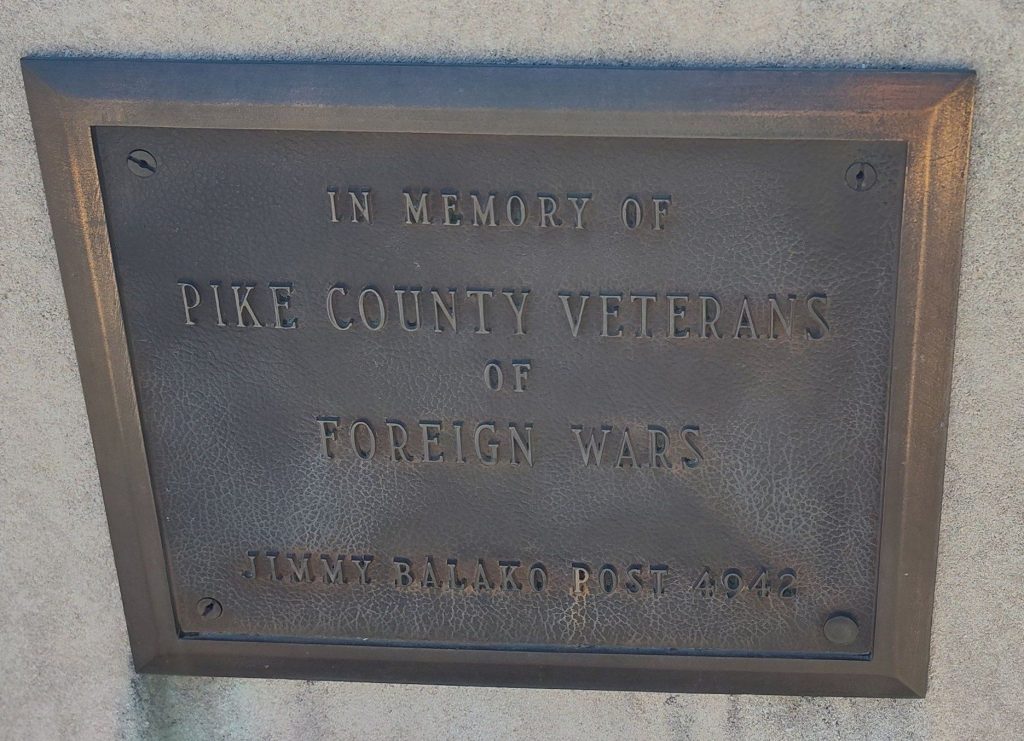 IN MEMORY OF
PIKE COUNTY VETERANS
OF
FOREIGN WARS
JIMMY BALAKO POST 4942